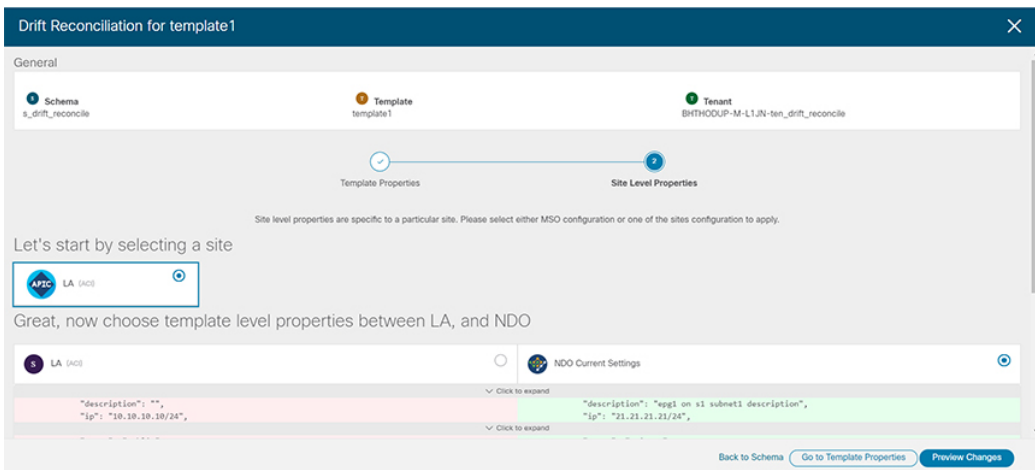 Drift Reconciliation for template1
General
S Schema
s_drift_reconcile
T Template
template1
T Tenant
BHTHODUP-M-L1JN-ten_drift_reconcile
2
Template Properties
Site Level Properties
Site level properties are specific to a particular site. Please select either MSO configuration or one of the sites configuration to apply.
Let's start by selecting a site
APIC LA (ACI)
Great, now choose template level properties between LA, and NDO
S LA (ACI)
NDO Current Settings
Click to expand
"description": "",
"ip": "10.10.10.10/24",
"description": "epg1 on s1 subnet1 description",
"ip": "21.21.21.21/24",
Click to expand
Back to Schema
Go to Template Properties
Preview Changes